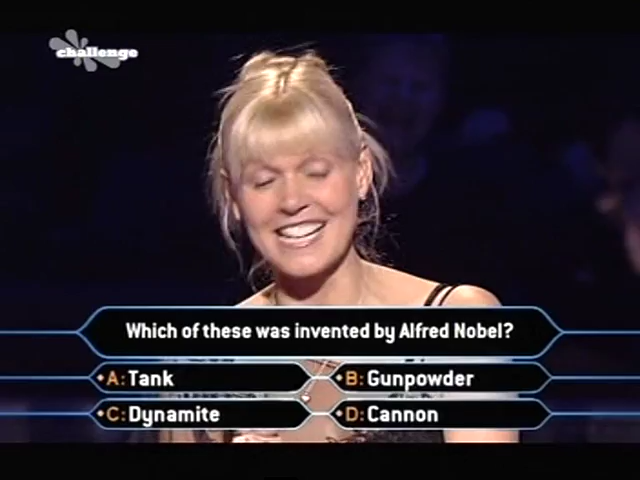 challenge
Which of these was invented by Alfred Nobel?
A: Tank
B: Gunpowder
C: Dynamite
D: Cannon